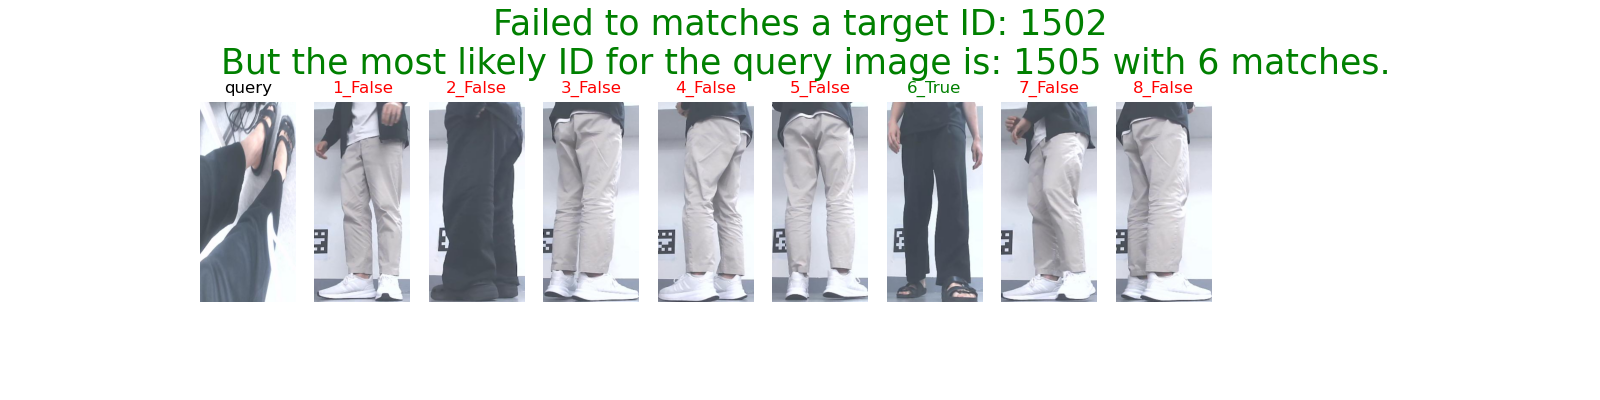 Failed to matches a target ID: 1502
But the most likely ID for the query image is: 1505 with 6 matches.
query 1_False 2_False 3_False 4_False 5_False 6_True 7_False 8_False